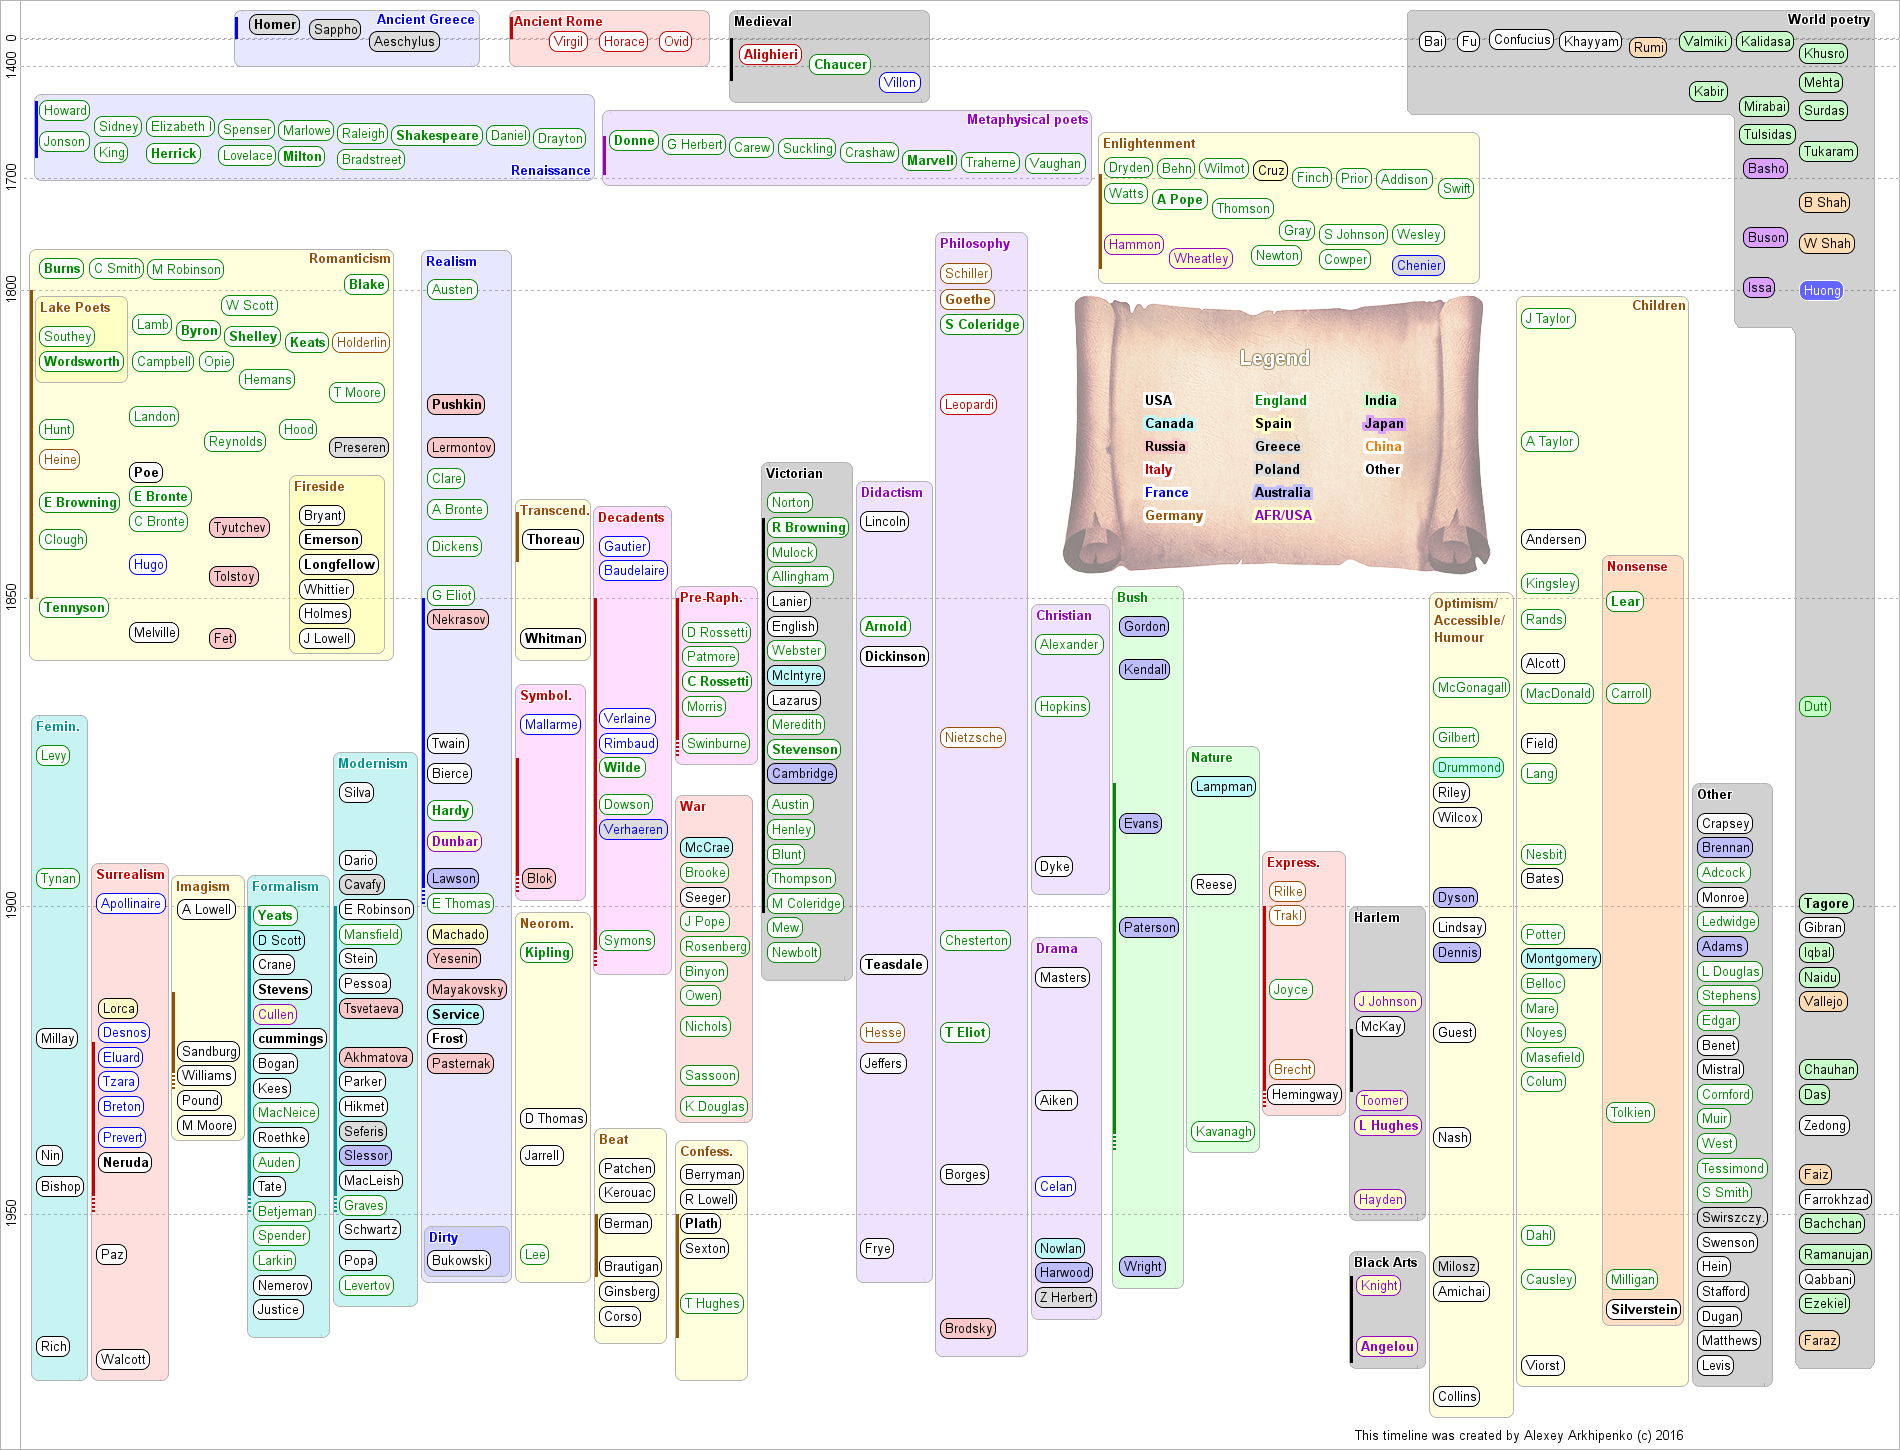 Ancient Greece
Homer
Sappho
Aeschylus
Ancient Rome
Virgil
Horace
Ovid
Medieval
Alighieri
Chaucer
Villon
World poetry
Bai
Fu
Confucius
Khayyam
Rumi
Valmiki
Kalidasa
Khusro
Mehta
Kabir
Mirabai
Surdas
Tulsidas
Tukaram
Basho
B Shah
Buson
W Shah
Issa
Huong
Dutt
Tagore
Gibran
Iqbal
Naidu
Vallejo
Chauhan
Das
Zedong
Faiz
Farrokhzad
Bachchan
Ramanujan
Qabbani
Ezekiel
Faraz
0
1400
1700
1800
1850
1900
1950
Howard
Jonson
Sidney
King
Elizabeth I
Herrick
Spenser
Lovelace
Marlowe
Milton
Raleigh
Bradstreet
Shakespeare
Daniel
Drayton
Renaissance
Metaphysical poets
Donne
G Herbert
Carew
Suckling
Crashaw
Marvell
Traherne
Vaughan
Enlightenment
Dryden
Behn
Wilmot
Cruz
Finch
Prior
Addison
Swift
Watts
A Pope
Thomson
Gray
S Johnson
Wesley
Hammon
Wheatley
Newton
Cowper
Chenier
Romanticism
Burns
C Smith
M Robinson
Blake
Lake Poets
Southey
Wordsworth
W Scott
Lamb
Byron
Shelley
Keats
Holderlin
Campbell
Opie
Hemans
T Moore
Landon
Hunt
Reynolds
Hood
Preseren
Heine
Poe
E Browning
E Bronte
C Bronte
Tyutchev
Clough
Hugo
Tolstoy
Tennyson
Melville
Fet
Fireside
Bryant
Emerson
Longfellow
Whittier
Holmes
J Lowell
Realism
Austen
Pushkin
Lermontov
Clare
A Bronte
Dickens
G Eliot
Nekrasov
Twain
Bierce
Hardy
Dunbar
Lawson
E Thomas
Machado
Yesenin
Mayakovsky
Service
Frost
Pasternak
Dirty
Bukowski
Transcend.
Thoreau
Whitman
Symbol.
Mallarme
Blok
Neorom.
Kipling
D Thomas
Jarrell
Lee
Decadents
Gautier
Baudelaire
Verlaine
Rimbaud
Wilde
Dowson
Verhaeren
Symons
Beat
Patchen
Kerouac
Berman
Brautigan
Ginsberg
Corso
Pre-Raph.
D Rossetti
Patmore
C Rossetti
Morris
Swinburne
War
McCrae
Brooke
Seeger
J Pope
Rosenberg
Binyon
Owen
Nichols
Sassoon
K Douglas
Confess.
Berryman
R Lowell
Plath
Sexton
T Hughes
Victorian
Norton
R Browning
Mulock
Allingham
Lanier
English
Webster
McIntyre
Lazarus
Meredith
Stevenson
Cambridge
Austin
Henley
Blunt
Thompson
M Coleridge
Mew
Newbolt
Didactism
Lincoln
Arnold
Dickinson
Teasdale
Hesse
Jeffers
Frye
Philosophy
Schiller
Goethe
S Coleridge
Leopardi
Nietzsche
Chesterton
T Eliot
Borges
Brodsky
Christian
Alexander
Hopkins
Dyke
Drama
Masters
Aiken
Celan
Nowlan
Harwood
Z Herbert
Bush
Gordon
Kendall
Evans
Paterson
Wright
Nature
Lampman
Reese
Kavanagh
Express.
Rilke
Trakl
Joyce
Brecht
Hemingway
Harlem
J Johnson
McKay
Toomer
L Hughes
Hayden
Black Arts
Knight
Angelou
Legend
USA
Canada
Russia
Italy
France
Germany
England
Spain
Greece
Poland
Australia
AFR/USA
India
Japan
China
Other
Optimism/
Accessible/
Humour
McGonagall
Gilbert
Drummond
Riley
Wilcox
Dyson
Lindsay
Dennis
Guest
Nash
Milosz
Amichai
Collins
Children
J Taylor
A Taylor
Andersen
Kingsley
Rands
Alcott
MacDonald
Field
Lang
Nesbit
Bates
Potter
Montgomery
Belloc
Mare
Noyes
Masefield
Colum
Dahl
Causley
Viorst
Nonsense
Lear
Carroll
Tolkien
Milligan
Silverstein
Other
Crapsey
Brennan
Adcock
Monroe
Ledwidge
Adams
L Douglas
Stephens
Edgar
Benet
Mistral
Cornford
Muir
West
Tessimond
S Smith
Swirszczy.
Swenson
Hein
Stafford
Dugan
Matthews
Levis
Femin.
Levy
Tynan
Millay
Nin
Bishop
Rich
Surrealism
Apollinaire
Lorca
Desnos
Eluard
Tzara
Breton
Prevert
Neruda
Paz
Walcott
Imagism
A Lowell
Sandburg
Williams
Pound
M Moore
Formalism
Yeats
D Scott
Crane
Stevens
Cullen
cummings
Bogan
Kees
MacNeice
Roethke
Auden
Tate
Betjeman
Spender
Larkin
Nemerov
Justice
Modernism
Silva
Dario
Cavafy
E Robinson
Mansfield
Stein
Pessoa
Tsvetaeva
Akhmatova
Parker
Hikmet
Seferis
Slessor
MacLeish
Graves
Schwartz
Popa
Levertov
This timeline was created by Alexey Arkhipenko (c) 2016